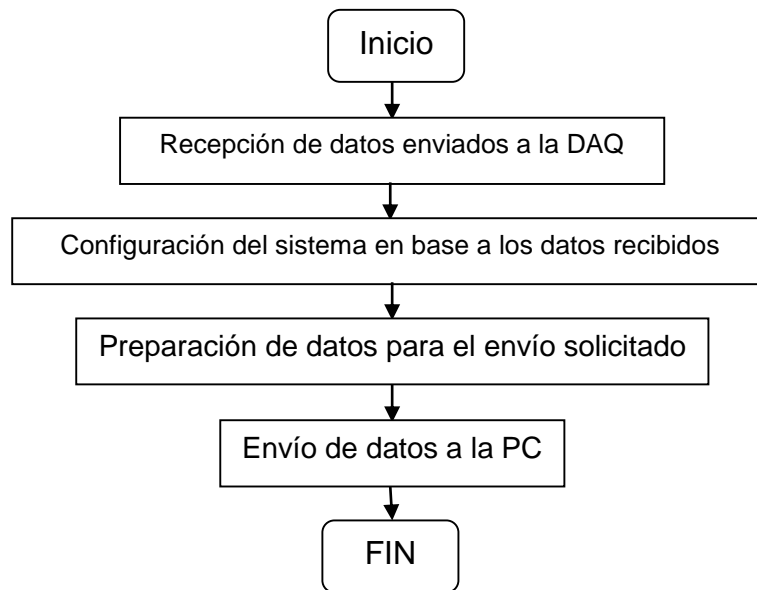 Inicio
Recepción de datos enviados a la DAQ
Configuración del sistema en base a los datos recibidos
Preparación de datos para el envío solicitado
Envío de datos a la PC
FIN